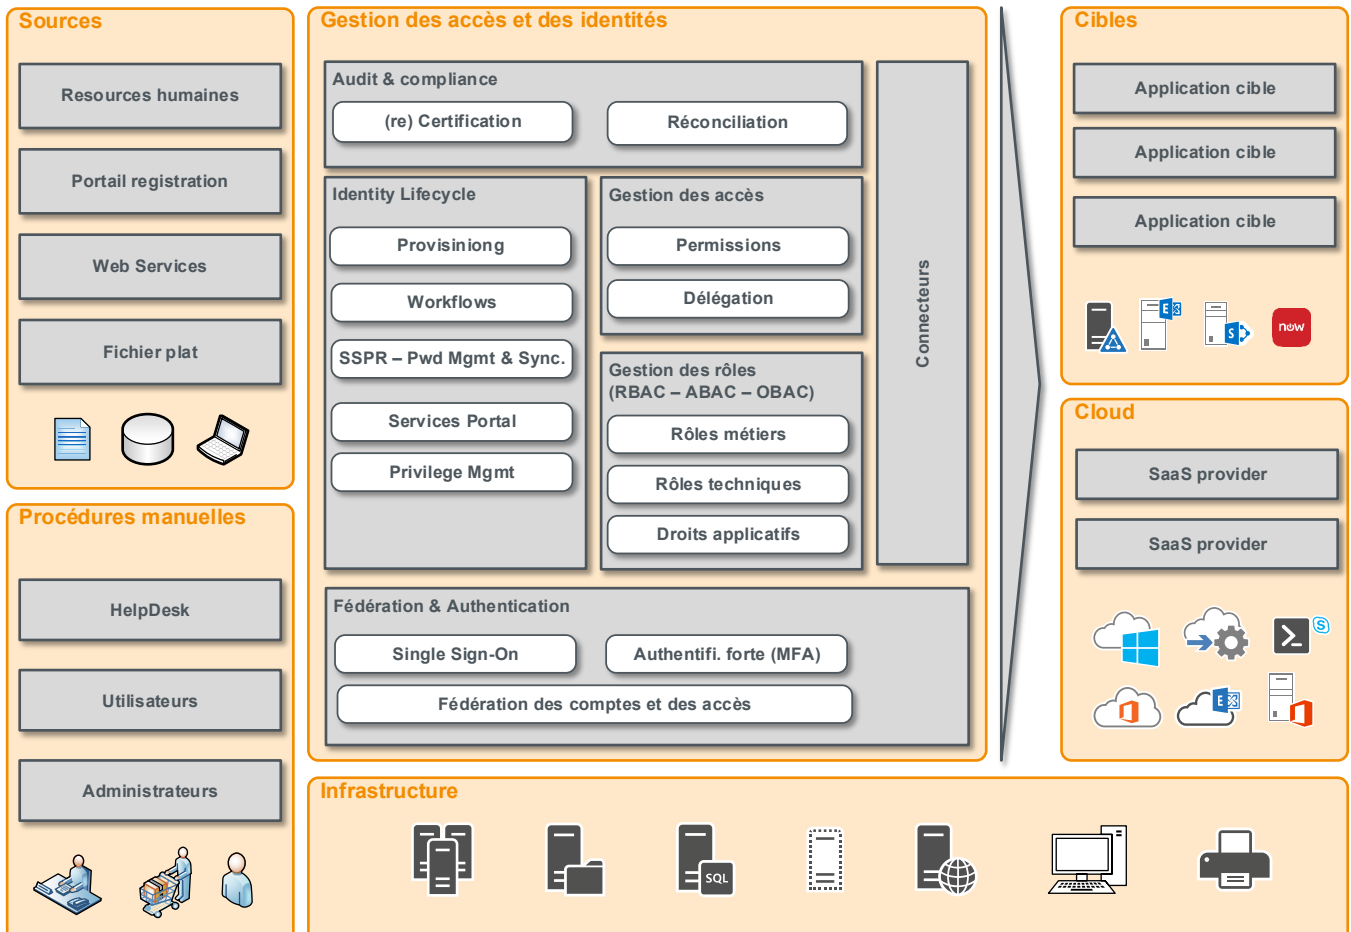 Sources
Resources humaines
Portail registration
Web Services
Fichier plat
Procédures manuelles
HelpDesk
Utilisateurs
Administrateurs
Gestion des accès et des identités
Audit & compliance
(re) Certification
Réconciliation
Identity Lifecycle
Provisiniong
Workflows
SSPR – Pwd Mgmt & Sync.
Services Portal
Privilege Mgmt
Gestion des accès
Permissions
Délégation
Gestion des rôles
(RBAC – ABAC – OBAC)
Rôles métiers
Rôles techniques
Droits applicatifs
Connecteurs
Fédération & Authentication
Single Sign-On
Authentifi. forte (MFA)
Fédération des comptes et des accès
Cibles
Application cible
Application cible
Application cible
E
S
now
Cloud
SaaS provider
SaaS provider
S
E
Infrastructure
SQL